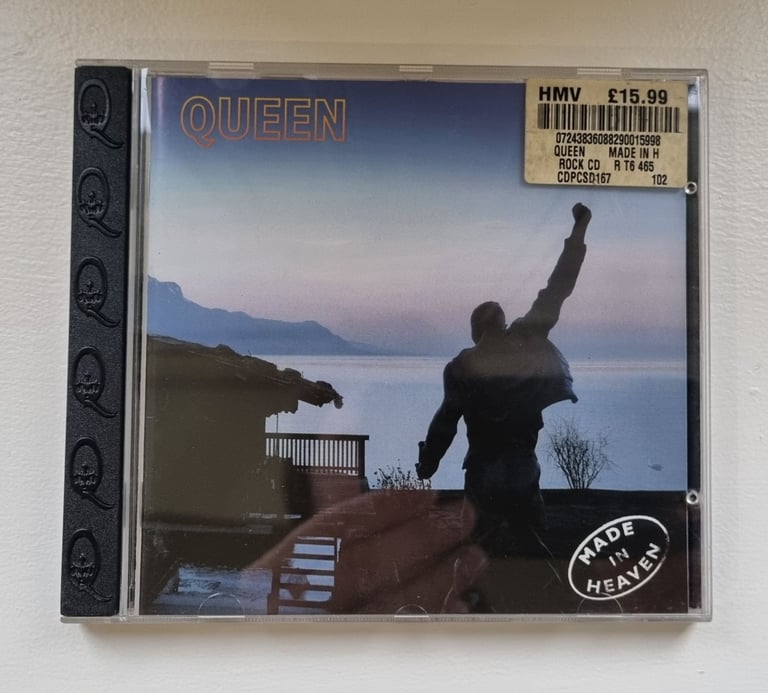 QUEEN
HMV £15.99
07243836088290015998
QUEEN MADE IN H
ROCK CD R T6 465
CDPCSD167 102
MADE
IN
HEAVEN
Q
Q
Q
Q
Q
Q